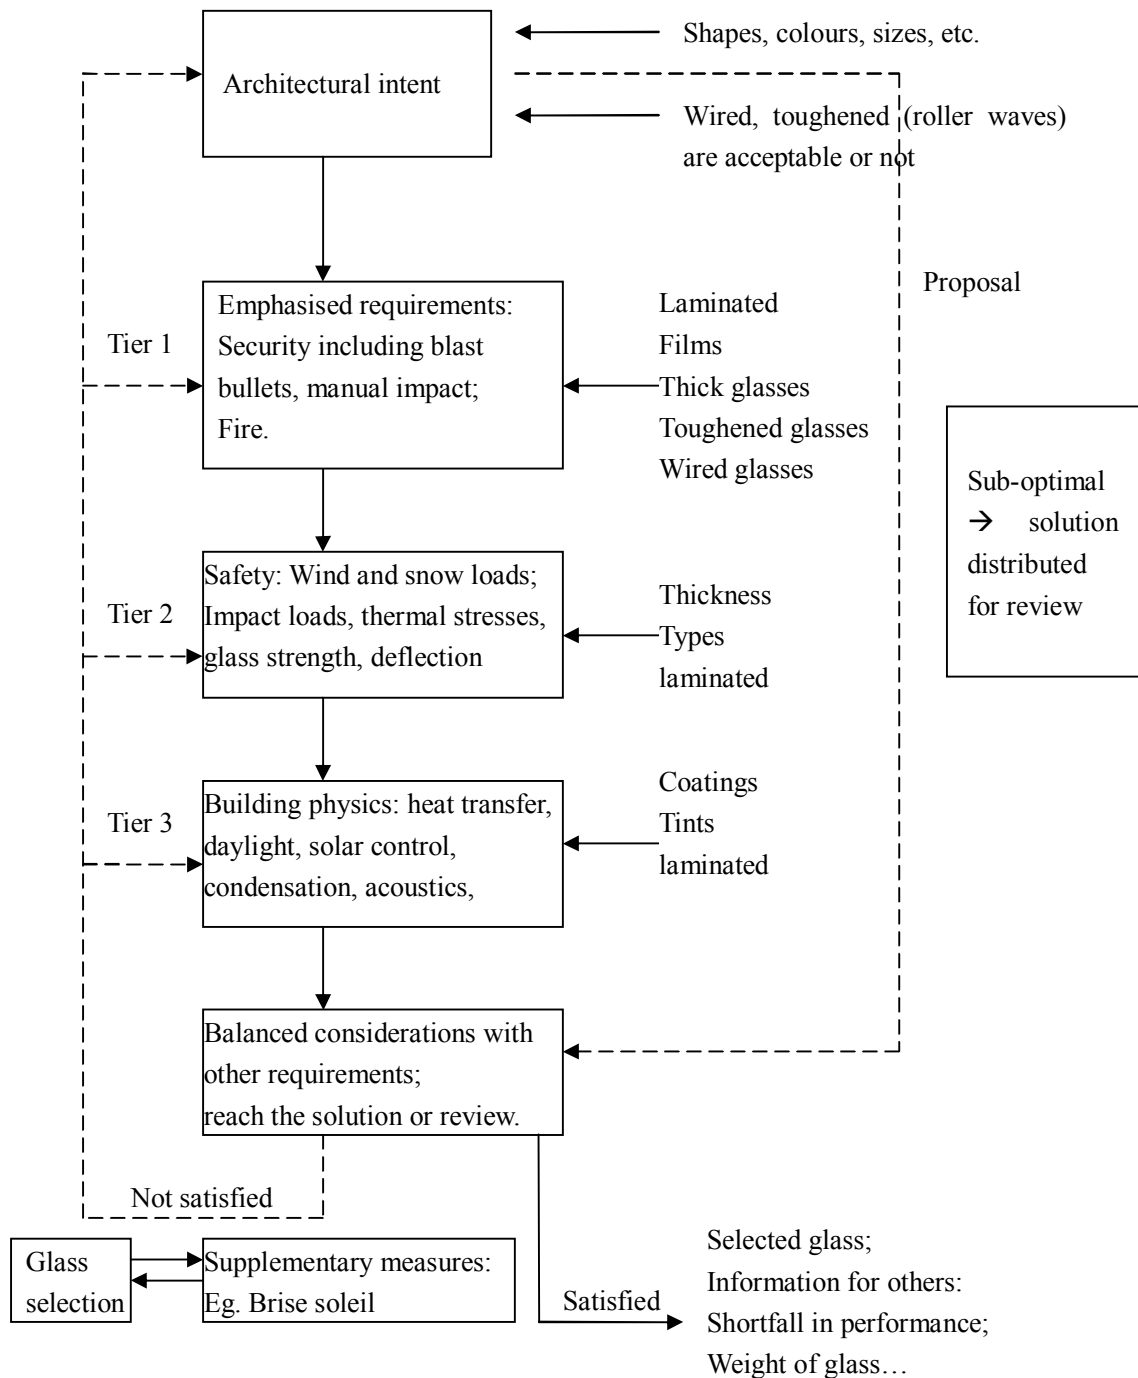 Shapes, colours, sizes, etc.
Architectural intent
Wired, toughened (roller waves)
are acceptable or not
Proposal
Tier 1
Emphasised requirements:
Security including blast
bullets, manual impact;
Fire.
Laminated
Films
Thick glasses
Toughened glasses
Wired glasses
Sub-optimal
→ solution
distributed
for review
Tier 2
Safety: Wind and snow loads;
Impact loads, thermal stresses,
glass strength, deflection
Thickness
Types
laminated
Tier 3
Building physics: heat transfer,
daylight, solar control,
condensation, acoustics,
Coatings
Tints
laminated
Balanced considerations with
other requirements;
reach the solution or review.
Not satisfied
Glass
selection
Supplementary measures:
Eg. Brise soleil
Satisfied
Selected glass;
Information for others:
Shortfall in performance;
Weight of glass…